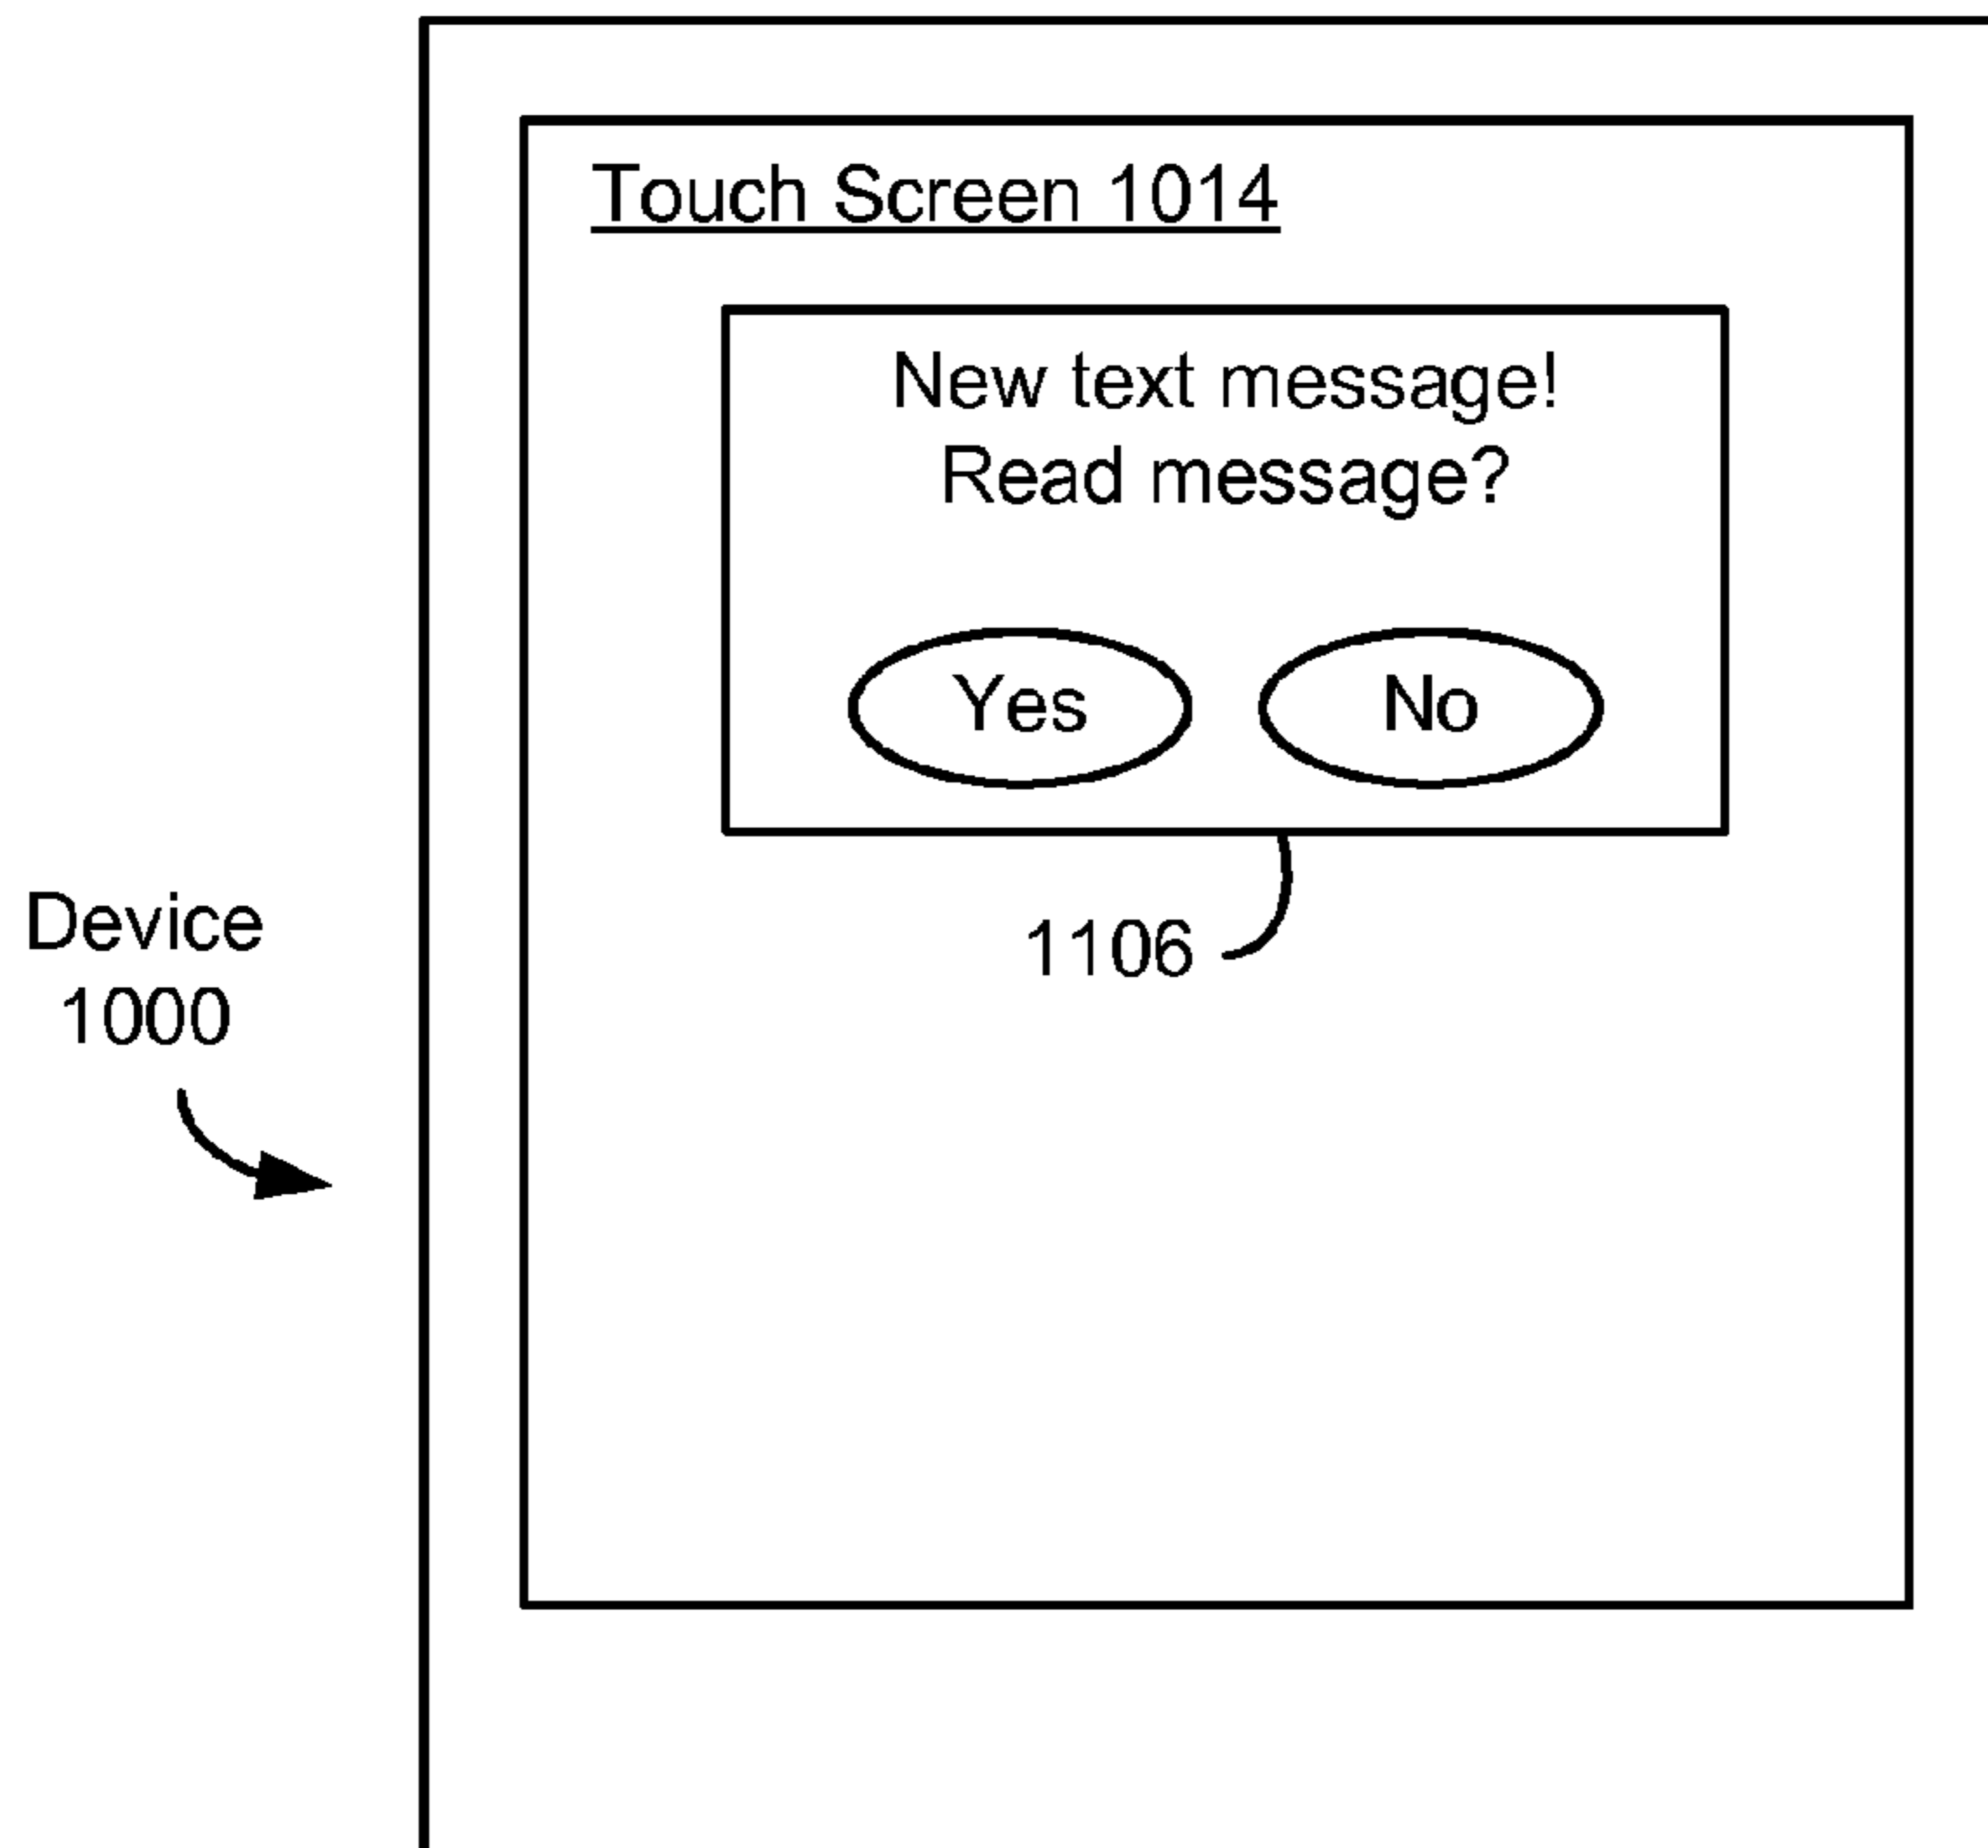 Touch Screen 1014
New text message!
Read message?
Yes No
1106
Device
1000